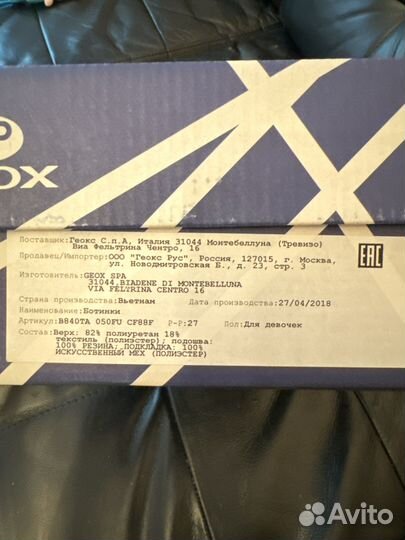 OX
Поставщик:Геокс С.п.А, Италия 31044 Монтебеллуна (Тревизо)
Виа Фельтрина Чентро, 16
Продавец/Импортер:ООО "Геокс Рус", Россия, 127015, г. Москва,
ул. Новодмитровская Б., д. 23, стр. 3
EAC
Изготовитель:GEOX SPA
31044,BIADENE DI MONTEBELLUNA
VIA FELTRINA CENTRO 16
Страна производства:Вьетнам Дата производства:27/04/2018
Наименование:Ботинки
Артикул:B840TA 050FU CF88F Р-Р:27 Пол:Для девочек
Состав:Верх: 82% полиуретан 18%
текстиль (полиэстер); подошва:
100% РЕЗИНА; ПОДКЛАДКА: 100%
ИСКУССТВЕННЫЙ МЕХ (ПОЛИЭСТЕР)
Avito